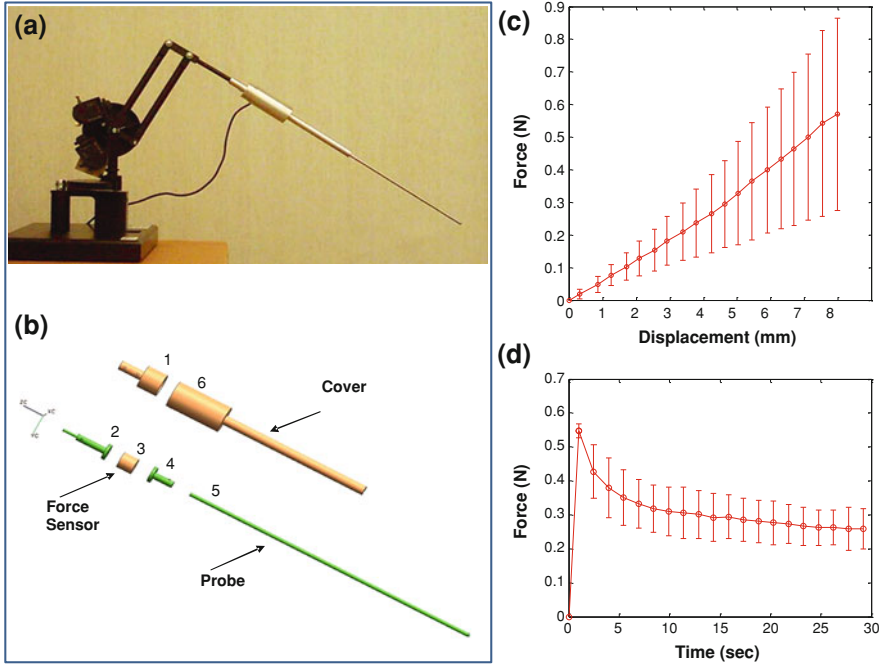 (a)
(b)
1
6
Cover
2
3
4
5
Force
Sensor
Probe
(c)
Force (N)
0.9
0.8
0.7
0.6
0.5
0.4
0.3
0.2
0.1
0
0 1 2 3 4 5 6 7 8
Displacement (mm)
(d)
Force (N)
0.7
0.6
0.5
0.4
0.3
0.2
0.1
0
0 5 10 15 20 25 30
Time (sec)